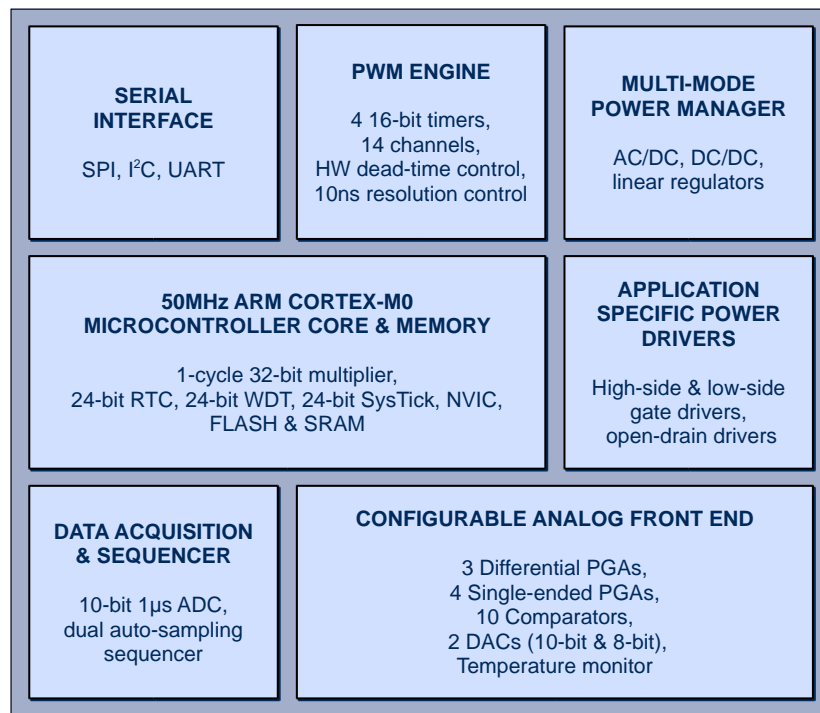 SERIAL
INTERFACE
SPI, I²C, UART
PWM ENGINE
4 16-bit timers,
14 channels,
HW dead-time control,
10ns resolution control
MULTI-MODE
POWER MANAGER
AC/DC, DC/DC,
linear regulators
50MHz ARM CORTEX-M0
MICROCONTROLLER CORE & MEMORY
1-cycle 32-bit multiplier,
24-bit RTC, 24-bit WDT, 24-bit SysTick, NVIC,
FLASH & SRAM
APPLICATION
SPECIFIC POWER
DRIVERS
High-side & low-side
gate drivers,
open-drain drivers
DATA ACQUISITION
& SEQUENCER
10-bit 1µs ADC,
dual auto-sampling
sequencer
CONFIGURABLE ANALOG FRONT END
3 Differential PGAs,
4 Single-ended PGAs,
10 Comparators,
2 DACs (10-bit & 8-bit),
Temperature monitor